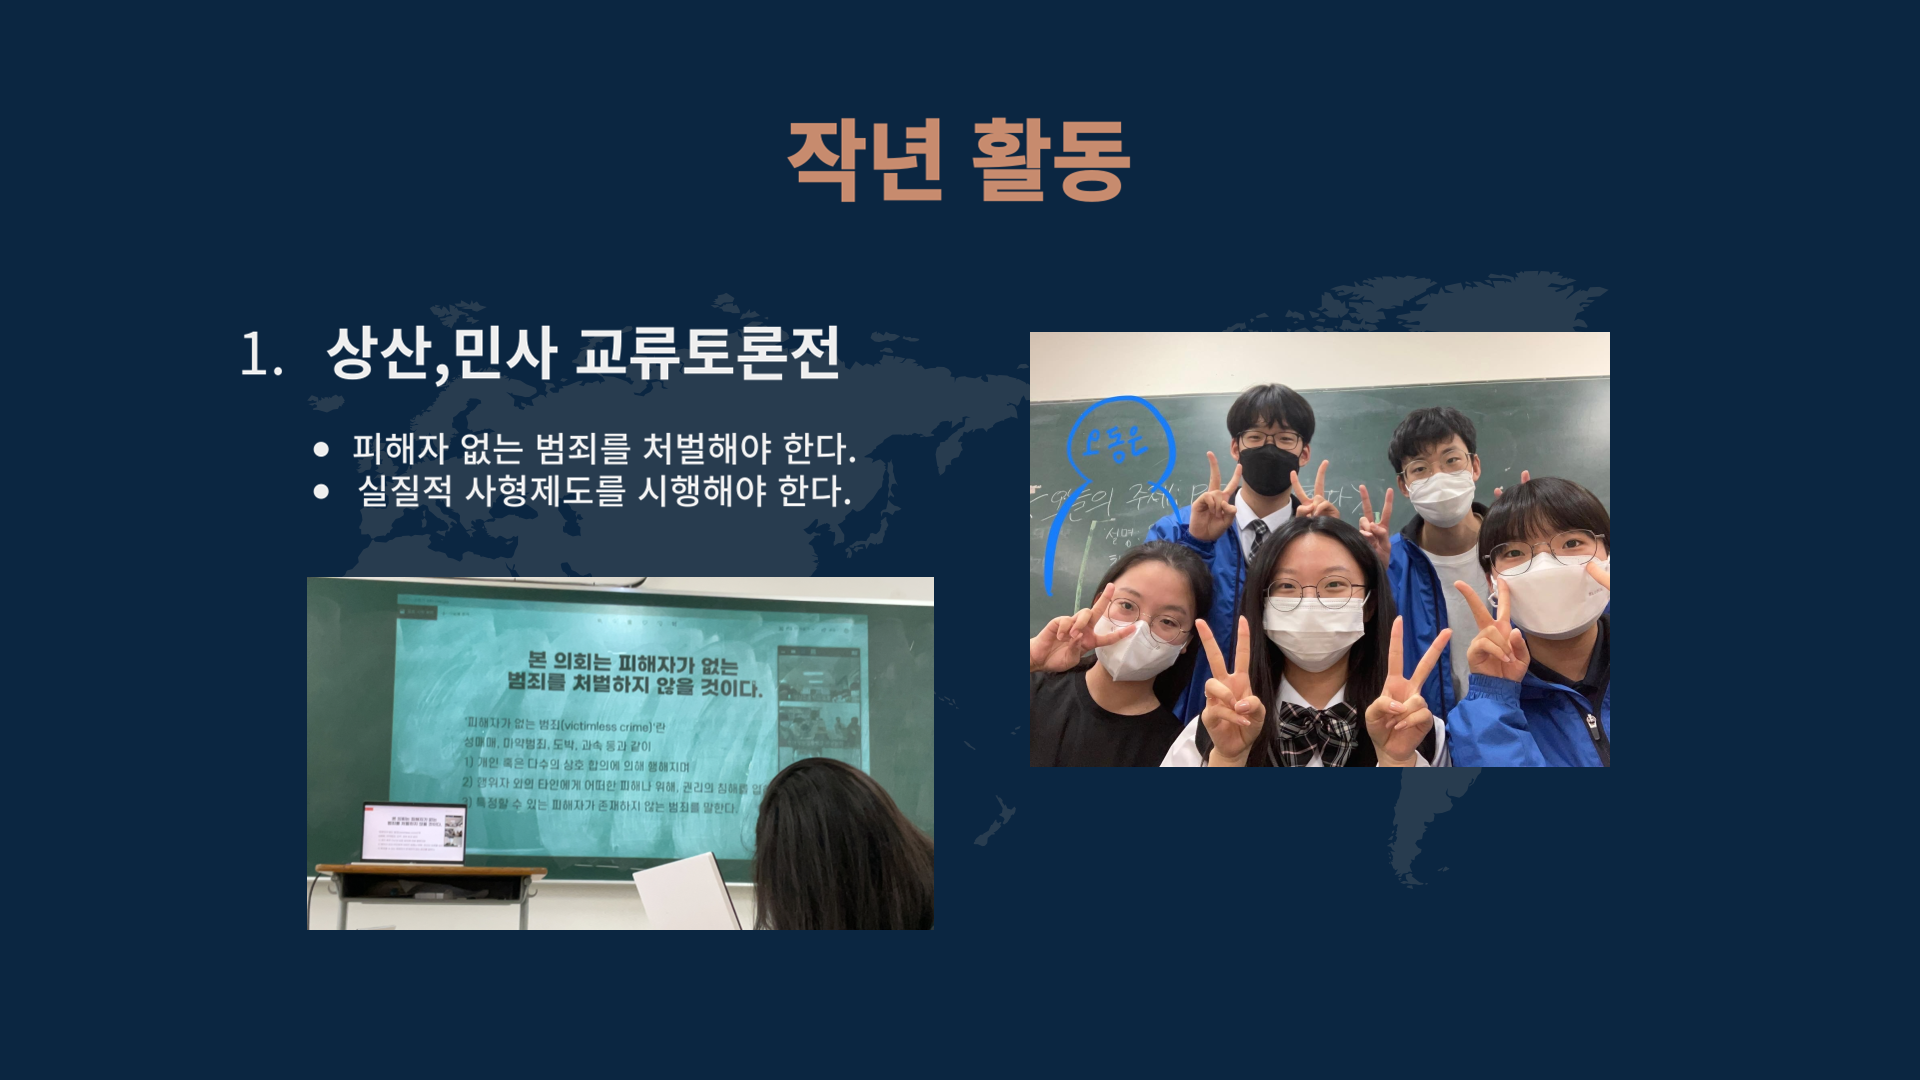 작년 활동
1. 상산,민사 교류토론전
● 피해자 없는 범죄를 처벌해야 한다.
● 실질적 사형제도를 시행해야 한다.
본 의회는 피해자가 없는
범죄를 처벌하지 않을 것이다.
'피해자가 없는 범죄(victimless crime)'란
성매매, 마약범죄, 도박, 과속 등과 같이
1) 개인 혹은 다수의 상호 합의에 의해 행해지며
2) 행위자 외의 타인에게 어떠한 피해나 위해, 권리의 침해를 없
3) 특정할 수 있는 피해자가 존재하지 않는 범죄를 말한다.
오동운
오늘의 주제:
설명